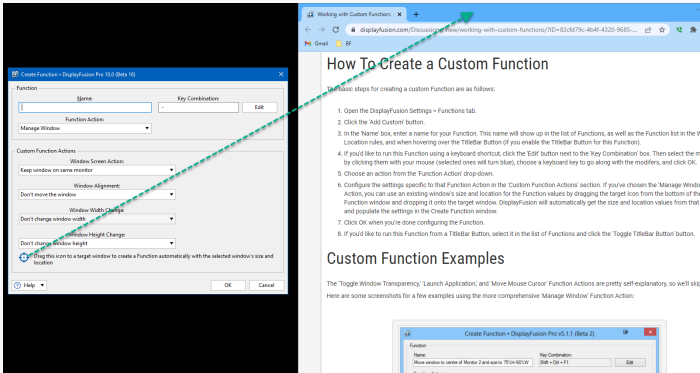 Create Function • DisplayFusion Pro 10.0 (Beta 16)
Function
Name:
Key Combination:
-
Edit
Function Action:
Manage Window
Custom Function Actions
Window Screen Action:
Keep window on same monitor
Window Alignment:
Don't move the window
Window Width Change:
Don't change window width
Window Height Change:
Don't change window height
Drag this icon to a target window to create a Function automatically with the selected window's size and
location
Help
OK
Cancel
Working with Custom Functions
displayfusion.com/Discussions/View/working-with-custom-functions/?ID=82cfd79c-4b4f-4320-9685-...
Gmail
BF
How To Create a Custom Function
The basic steps for creating a custom Function are as follows:
1. Open the DisplayFusion Settings > Functions tab.
2. Click the 'Add Custom' button.
3. In the 'Name' box, enter a name for your Function. This name will show up in the list of Functions, as well as the Function list in the W
Location rules, and when hovering over the TitleBar Button (if you enable the TitleBar Button for this Function).
4. If you'd like to run this Function using a keyboard shortcut, click the 'Edit' button next to the 'Key Combination' box. Then select the m
by clicking them with your mouse (selected ones will turn blue), choose a keyboard key to go along with the modifers, and click OK.
5. Choose an action from the 'Function Action' drop-down.
6. Configure the settings specific to that Function Action in the 'Custom Function Actions' section. If you've chosen the 'Manage Windo
Action, you can use an existing window's size and location for the Function values by dragging the target icon from the bottom of the
Function window and dropping it onto the target window. DisplayFusion will automatically get the size and location values from that
and populate the settings in the Create Function window.
7. Click OK when you're done configuring the Function.
8. If you'd like to run this Function from a TitleBar Button, select it in the list of Functions and click the 'Toggle TitleBar Button' button.
Custom Function Examples
The 'Toggle Window Transparency,' 'Launch Application,' and 'Move Mouse Cursor' Function Actions are pretty self-explanatory, so we'll skip
Here are some screenshots for a few examples using the more comprehensive 'Manage Window' Function Action:
Create Function • DisplayFusion Pro v5.1.1 (Beta 2)
Function
Name:
Key Combination:
Move window to centre of Monitor 2 and size to 75%H/60%W
Shift + Ctrl + F1
Edit